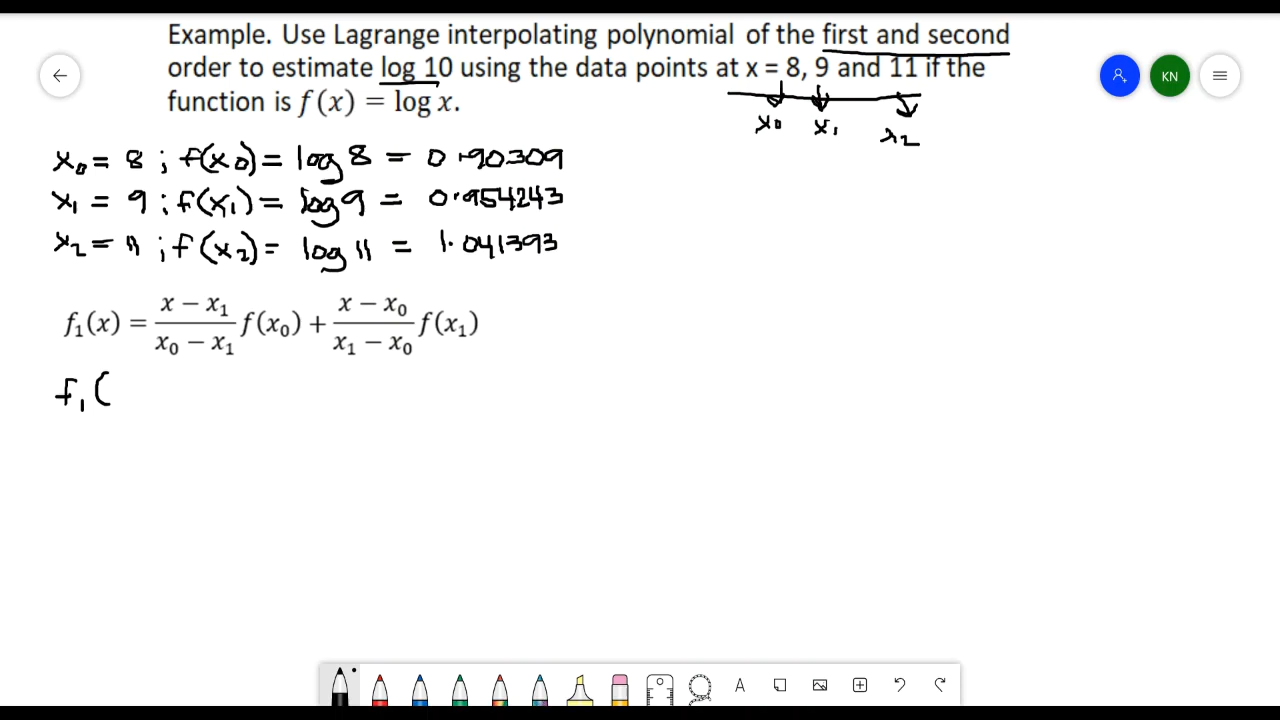 Example. Use Lagrange interpolating polynomial of the first and second
order to estimate log 10 using the data points at x = 8, 9 and 11 if the
function is f(x) = log x.
KN
x₀ x₁ x₂
x₀ = 8 ; f(x₀) = log 8 = 0.90309
x₁ = 9 ; f(x₁) = log 9 = 0.954243
x₂ = 11 ; f(x₂) = log 11 = 1.041393
f₁(x) = (x − x₁)/(x₀ − x₁) f(x₀) + (x − x₀)/(x₁ − x₀) f(x₁)
f₁(
A